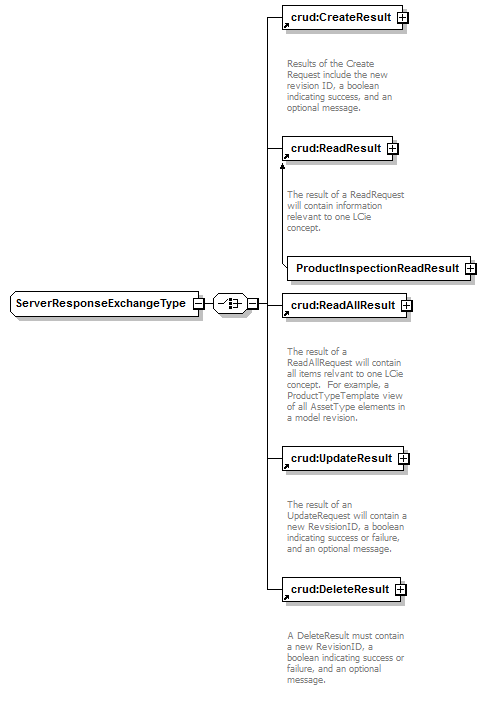 crud:CreateResult
Results of the Create
Request include the new
revision ID, a boolean
indicating success, and an
optional message.
crud:ReadResult
The result of a ReadRequest
will contain information
relevant to one LCie
concept.
ProductInspectionReadResult
ServerResponseExchangeType
crud:ReadAllResult
The result of a
ReadAllRequest will contain
all items relvant to one LCie
concept.  For example, a
ProductTypeTemplate view
of all AssetType elements in
a model revision.
crud:UpdateResult
The result of an
UpdateRequest will contain a
new RevsisionID, a boolean
indicating success or failure,
and an optional message.
crud:DeleteResult
A DeleteResult must contain
a new RevisionID, a
boolean indicating success or
failure, and an optional
message.